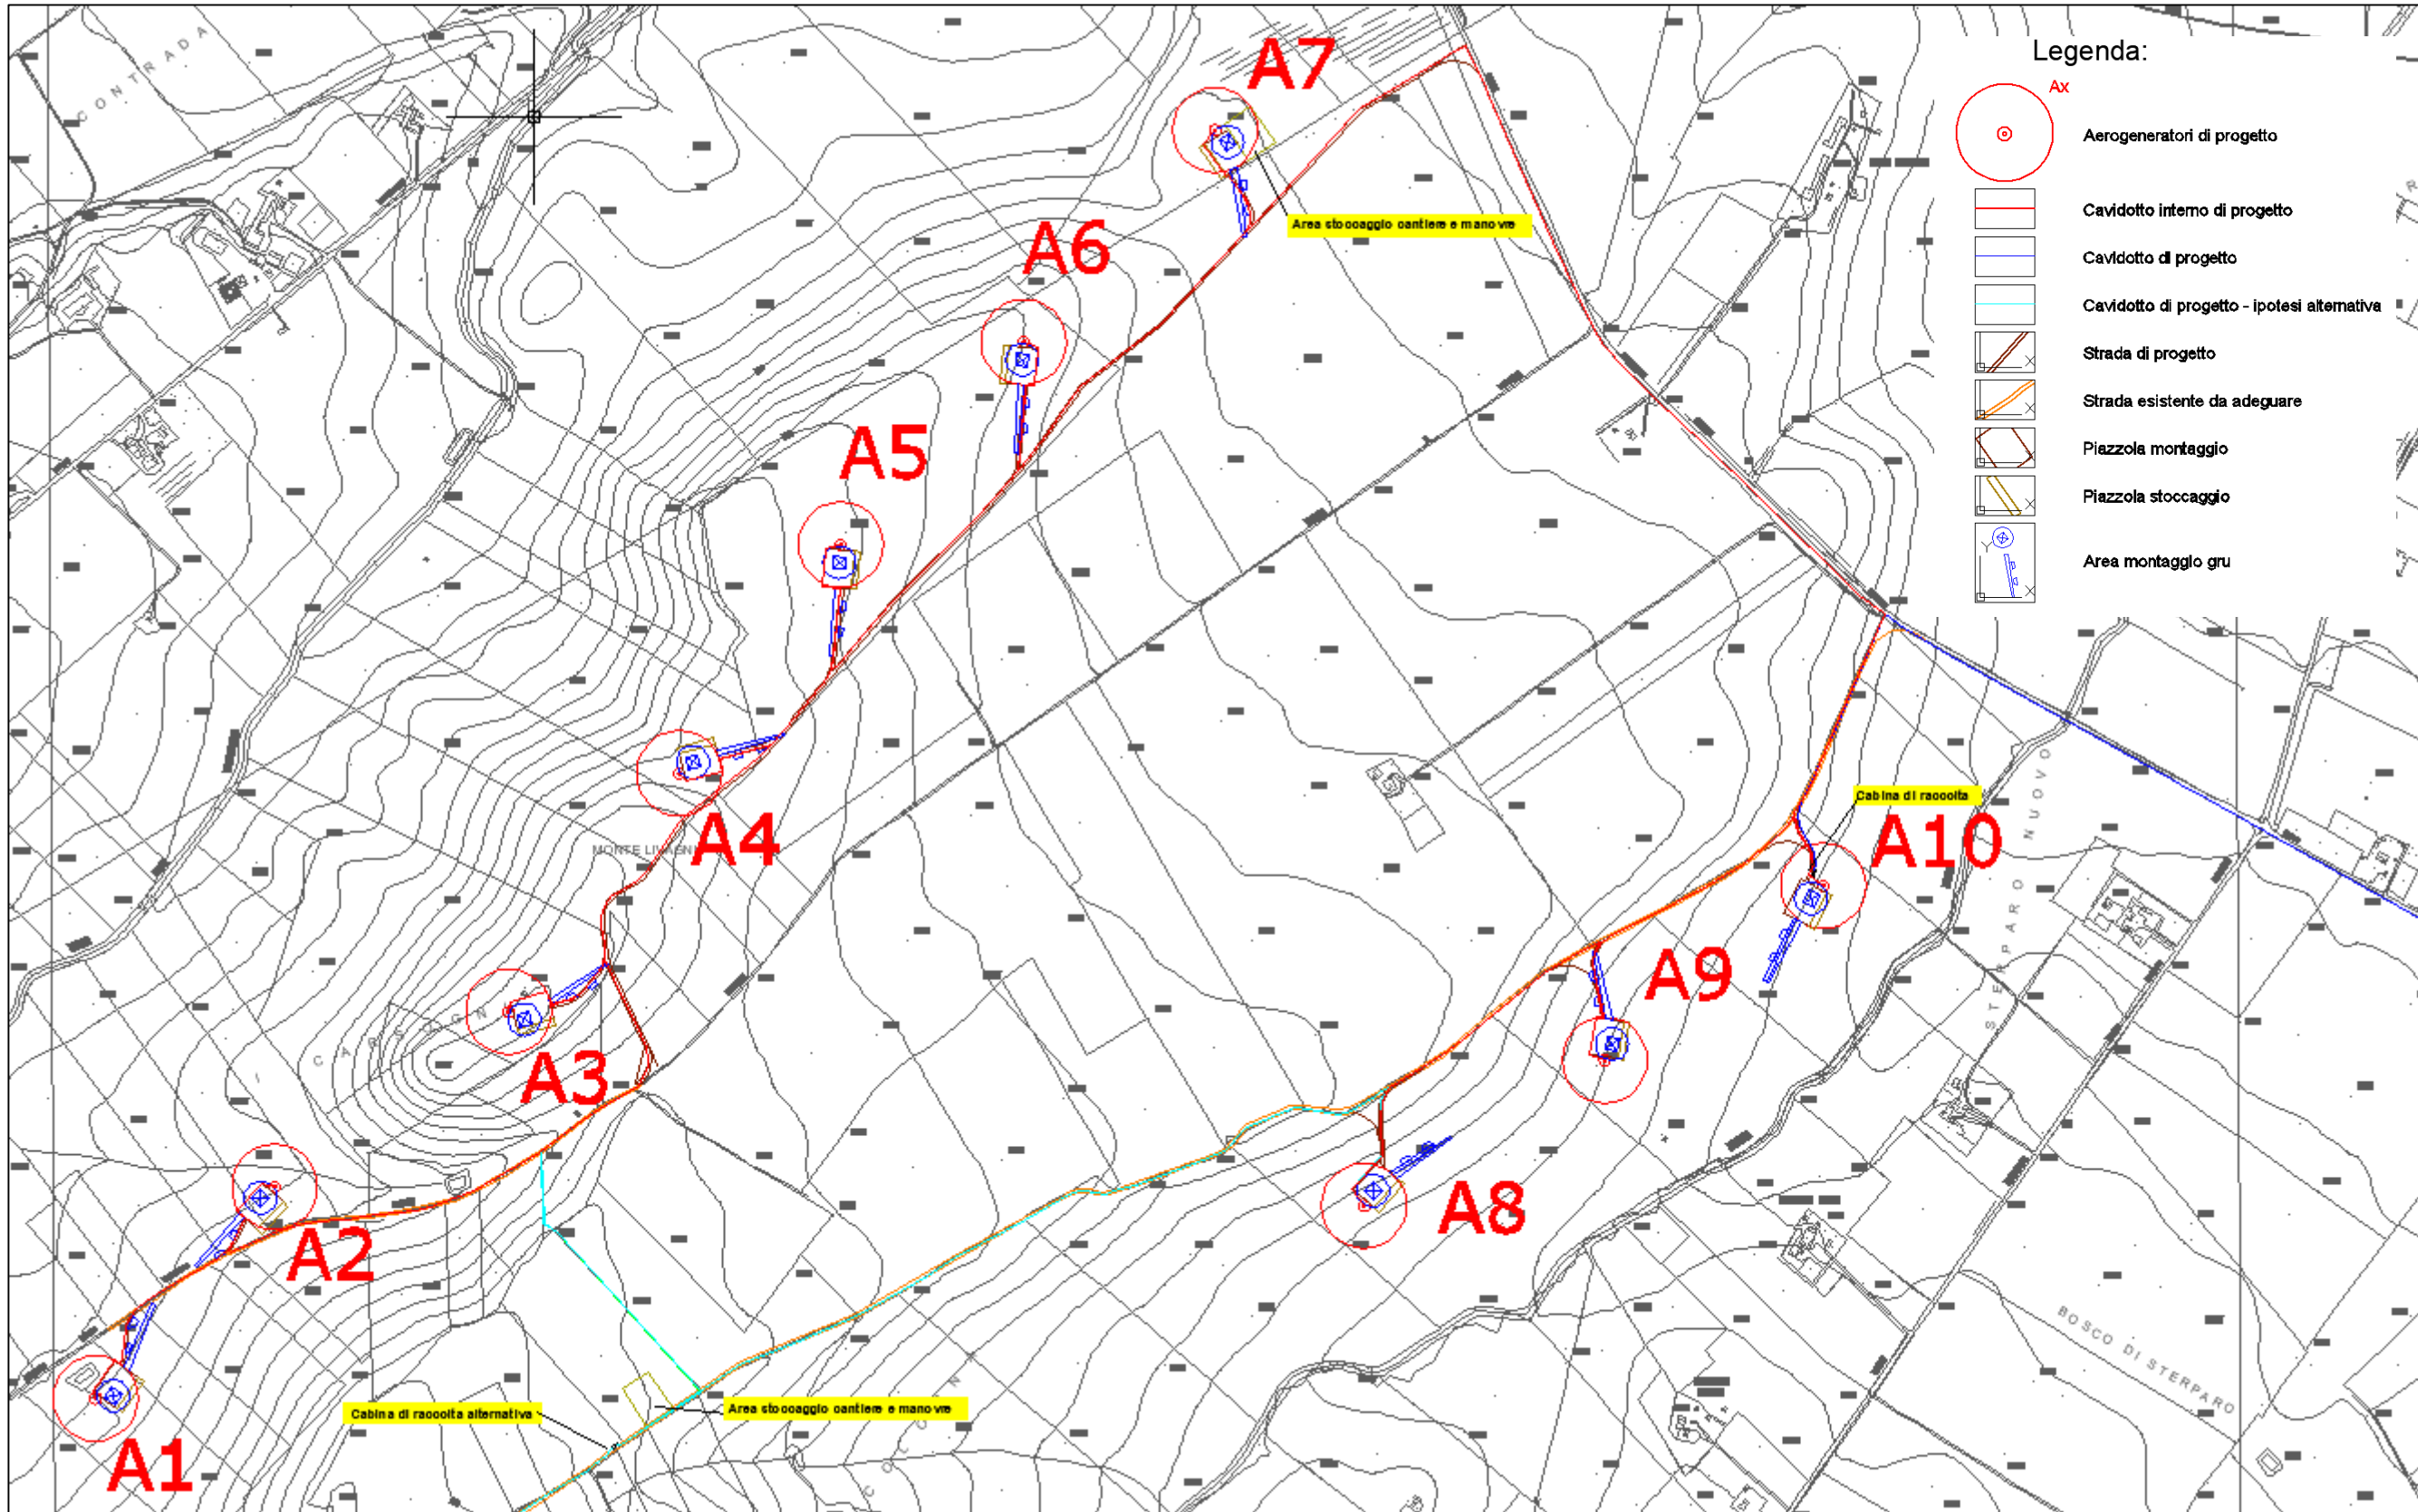 CONTRADA
A7
Legenda:
Ax
Aerogeneratori di progetto
Cavidotto interno di progetto
Cavidotto di progetto
Cavidotto di progetto - ipotesi alternativa
Strada di progetto
Strada esistente da adeguare
Piazzola montaggio
Piazzola stoccaggio
Area montaggio gru
Area stoccaggio cantiere e manovre
A6
A5
A4
MONTE LIVAGNI
Cabina di raccolta
A10
STERPARO NUOVO
A9
A3
A8
A2
BOSCO DI STERPARO
Cabina di raccolta alternativa
Area stoccaggio cantiere e manovre
A1